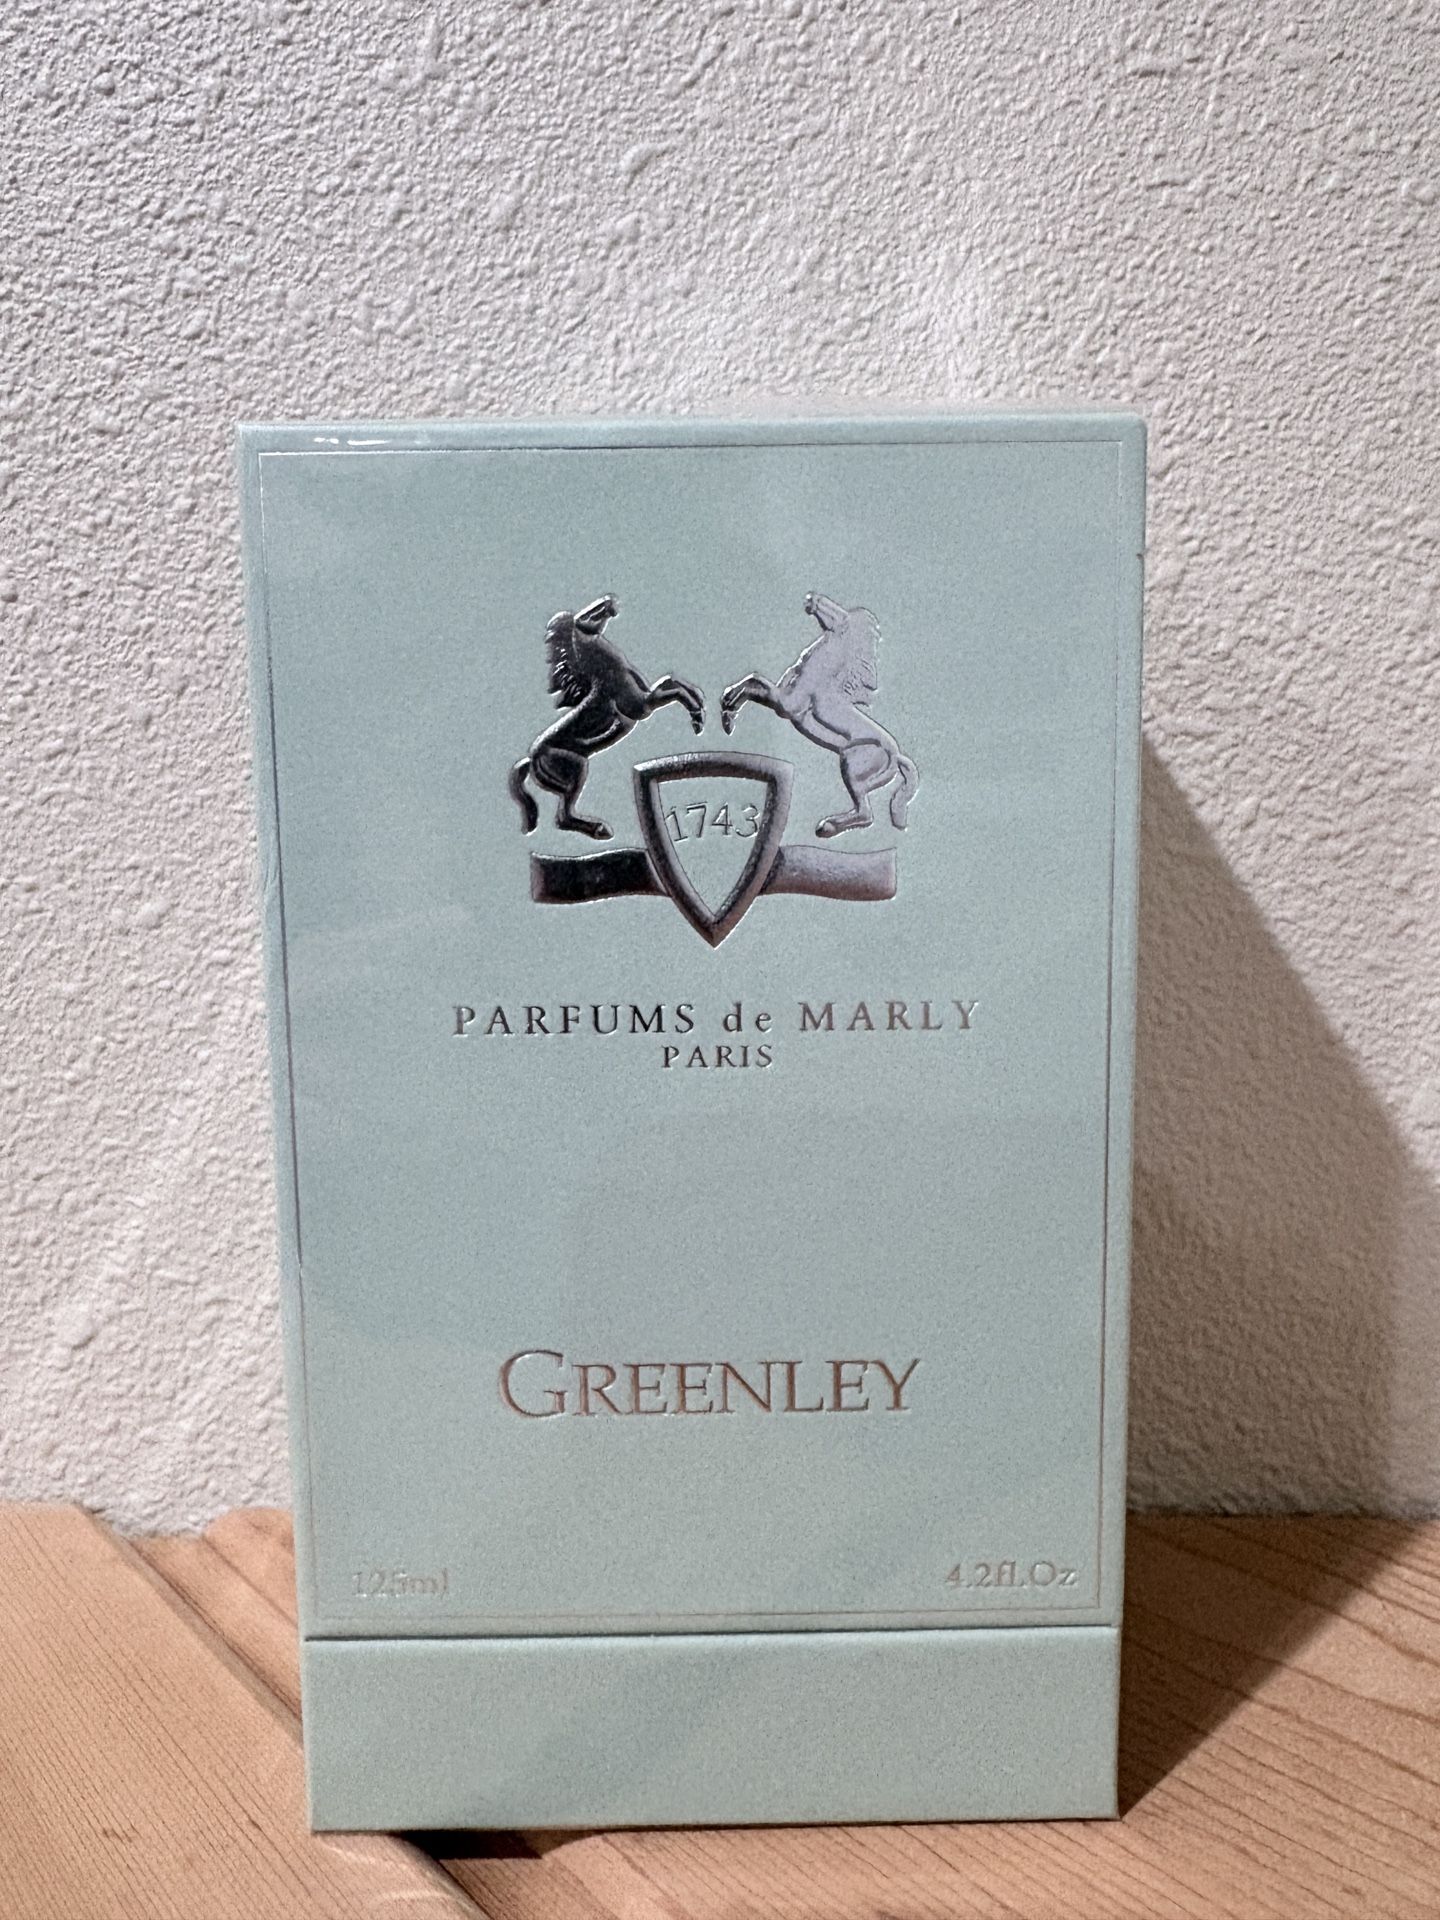 1743
PARFUMS de MARLY
PARIS
GREENLEY
125ml
4.2fl.Oz